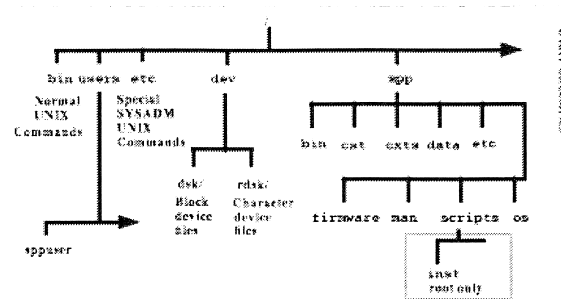 /
bin users etc dev spp
Normal
UNIX
Commands
Special
SYSADM
UNIX
Commands
bin cst cxts data etc
dsk/
Block
device
files
rdsk/
Character
device
files
firmware man scripts os
sppuser
inst
root only